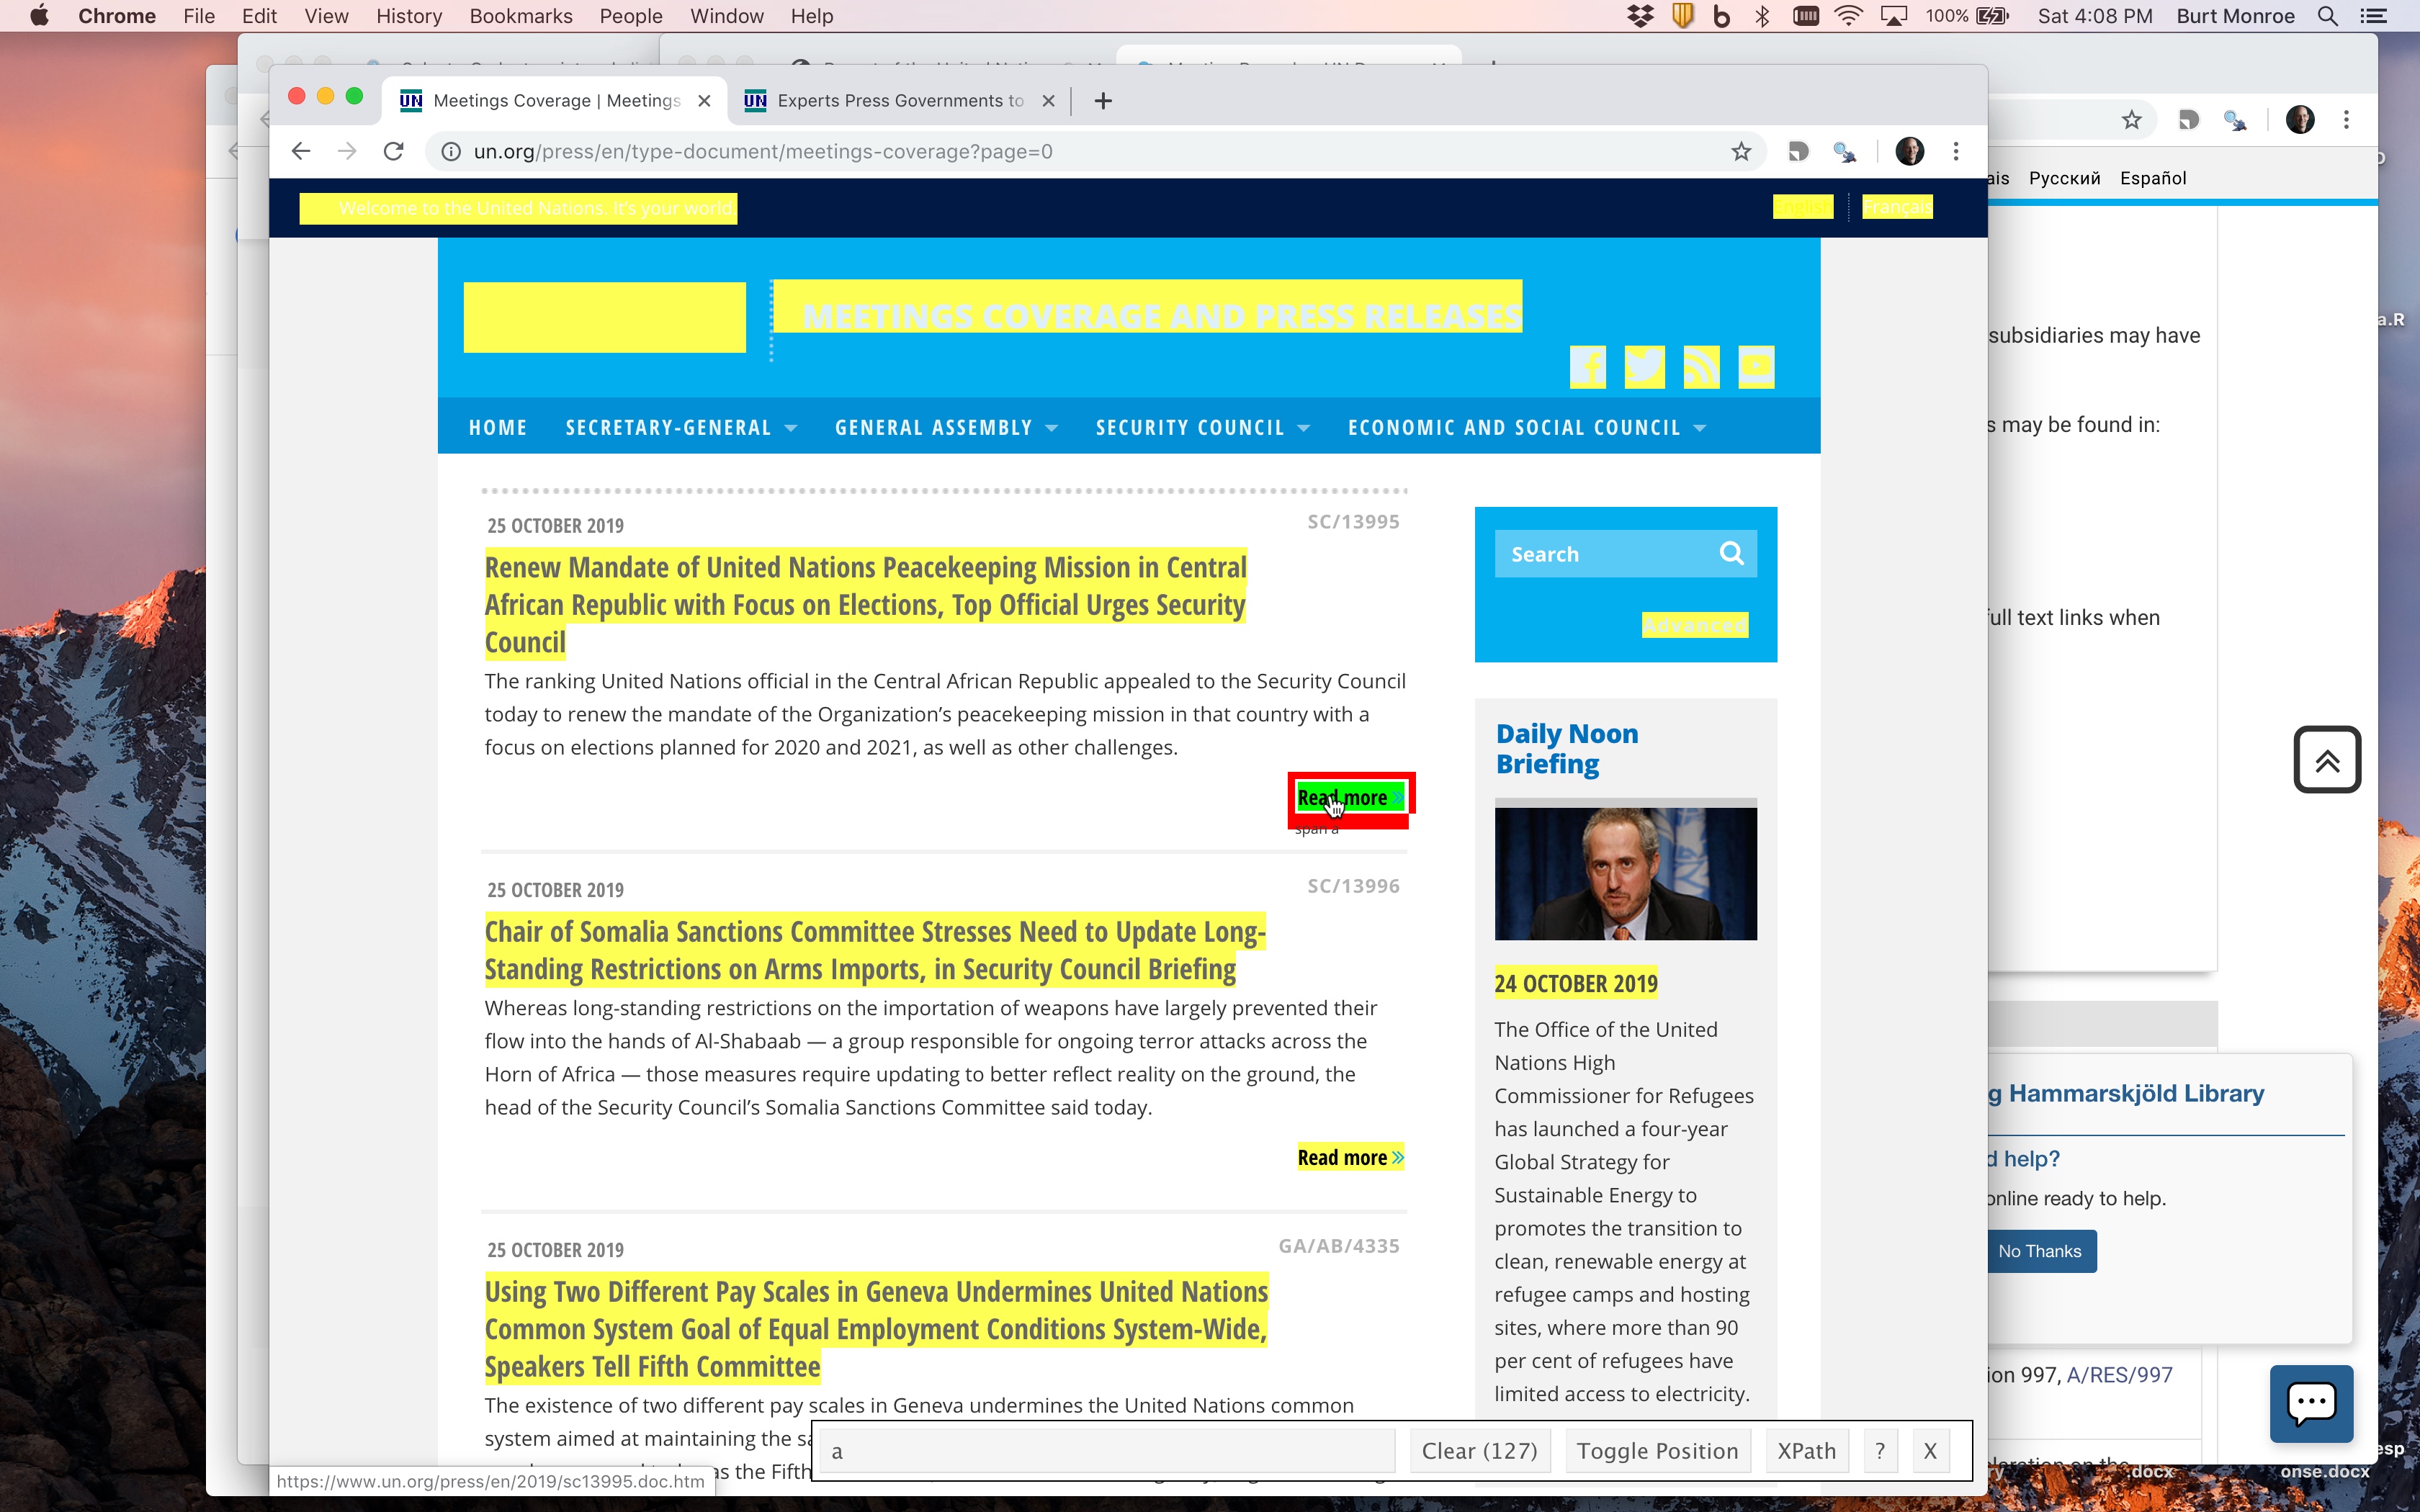 Chrome File Edit View History Bookmarks People Window Help
100% Sat 4:08 PM Burt Monroe
UN Meetings Coverage | Meetings
UN Experts Press Governments to
un.org/press/en/type-document/meetings-coverage?page=0
Welcome to the United Nations. It's your world.
English Français
MEETINGS COVERAGE AND PRESS RELEASES
HOME SECRETARY-GENERAL GENERAL ASSEMBLY SECURITY COUNCIL ECONOMIC AND SOCIAL COUNCIL
25 OCTOBER 2019 SC/13995
Renew Mandate of United Nations Peacekeeping Mission in Central
African Republic with Focus on Elections, Top Official Urges Security
Council
The ranking United Nations official in the Central African Republic appealed to the Security Council
today to renew the mandate of the Organization’s peacekeeping mission in that country with a
focus on elections planned for 2020 and 2021, as well as other challenges.
Read more »
span a
25 OCTOBER 2019 SC/13996
Chair of Somalia Sanctions Committee Stresses Need to Update Long-
Standing Restrictions on Arms Imports, in Security Council Briefing
Whereas long-standing restrictions on the importation of weapons have largely prevented their
flow into the hands of Al-Shabaab — a group responsible for ongoing terror attacks across the
Horn of Africa — those measures require updating to better reflect reality on the ground, the
head of the Security Council’s Somalia Sanctions Committee said today.
Read more »
25 OCTOBER 2019 GA/AB/4335
Using Two Different Pay Scales in Geneva Undermines United Nations
Common System Goal of Equal Employment Conditions System-Wide,
Speakers Tell Fifth Committee
The existence of two different pay scales in Geneva undermines the United Nations common
system aimed at maintaining the sa
as the Fifth
Search
Advanced
Daily Noon
Briefing
24 OCTOBER 2019
The Office of the United
Nations High
Commissioner for Refugees
has launched a four-year
Global Strategy for
Sustainable Energy to
promotes the transition to
clean, renewable energy at
refugee camps and hosting
sites, where more than 90
per cent of refugees have
limited access to electricity.
a Clear (127) Toggle Position XPath ? X
https://www.un.org/press/en/2019/sc13995.doc.htm
ais Русский Español
subsidiaries may have
s may be found in:
ull text links when
g Hammarskjöld Library
d help?
online ready to help.
No Thanks
ion 997, A/RES/997
a.R
esp
.docx
onse.docx